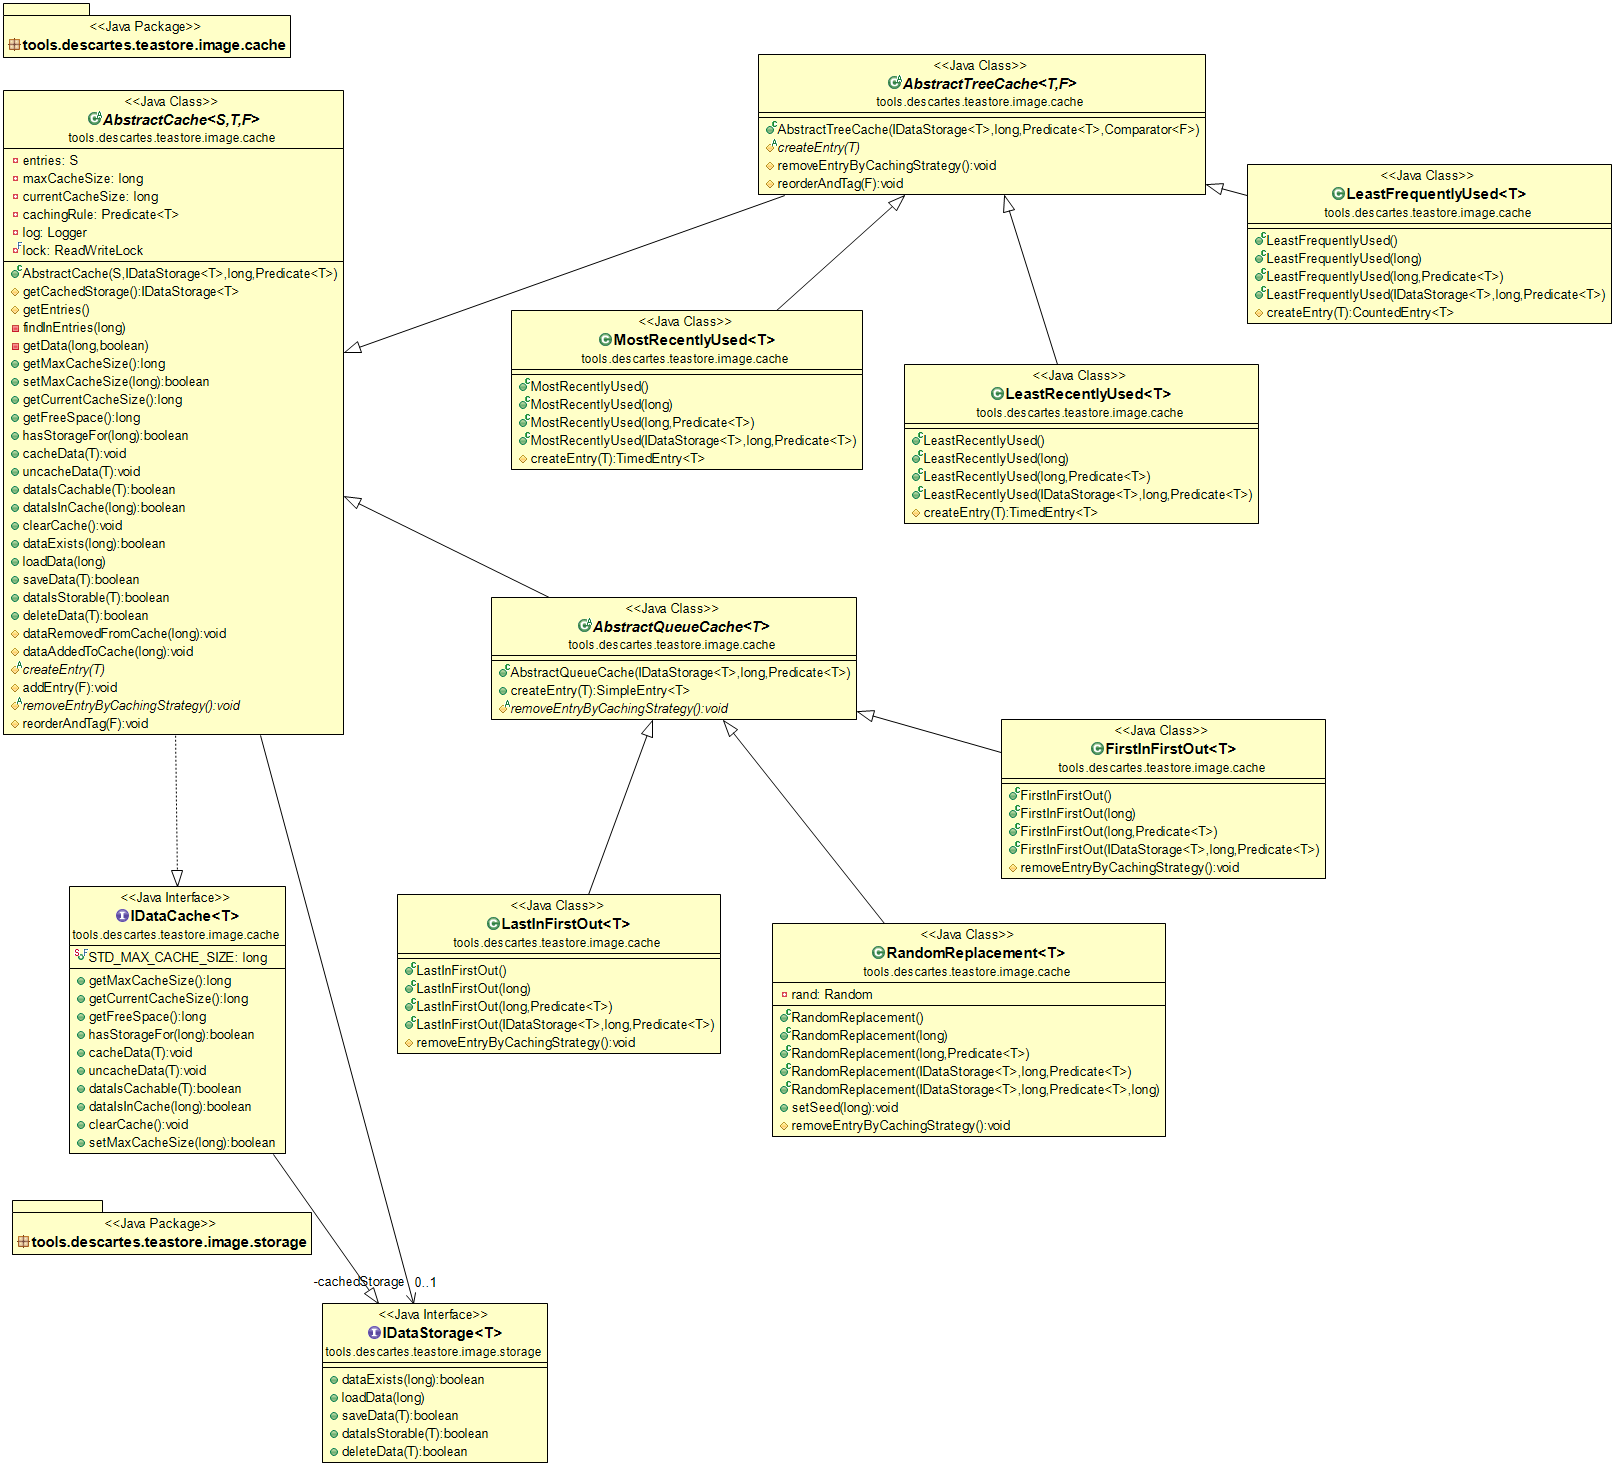 <<Java Package>>
tools.descartes.teastore.image.cache
<<Java Class>>
AbstractCache<S,T,F>
tools.descartes.teastore.image.cache
entries: S
maxCacheSize: long
currentCacheSize: long
cachingRule: Predicate<T>
log: Logger
lock: ReadWriteLock
AbstractCache(S,IDataStorage<T>,long,Predicate<T>)
getCachedStorage():IDataStorage<T>
getEntries()
findInEntries(long)
getData(long,boolean)
getMaxCacheSize():long
setMaxCacheSize(long):boolean
getCurrentCacheSize():long
getFreeSpace():long
hasStorageFor(long):boolean
cacheData(T):void
uncacheData(T):void
dataIsCachable(T):boolean
dataIsInCache(long):boolean
clearCache():void
dataExists(long):boolean
loadData(long)
saveData(T):boolean
dataIsStorable(T):boolean
deleteData(T):boolean
dataRemovedFromCache(long):void
dataAddedToCache(long):void
createEntry(T)
addEntry(F):void
removeEntryByCachingStrategy():void
reorderAndTag(F):void
<<Java Class>>
AbstractTreeCache<T,F>
tools.descartes.teastore.image.cache
AbstractTreeCache(IDataStorage<T>,long,Predicate<T>,Comparator<F>)
createEntry(T)
removeEntryByCachingStrategy():void
reorderAndTag(F):void
<<Java Class>>
LeastFrequentlyUsed<T>
tools.descartes.teastore.image.cache
LeastFrequentlyUsed()
LeastFrequentlyUsed(long)
LeastFrequentlyUsed(long,Predicate<T>)
LeastFrequentlyUsed(IDataStorage<T>,long,Predicate<T>)
createEntry(T):CountedEntry<T>
<<Java Class>>
MostRecentlyUsed<T>
tools.descartes.teastore.image.cache
MostRecentlyUsed()
MostRecentlyUsed(long)
MostRecentlyUsed(long,Predicate<T>)
MostRecentlyUsed(IDataStorage<T>,long,Predicate<T>)
createEntry(T):TimedEntry<T>
<<Java Class>>
LeastRecentlyUsed<T>
tools.descartes.teastore.image.cache
LeastRecentlyUsed()
LeastRecentlyUsed(long)
LeastRecentlyUsed(long,Predicate<T>)
LeastRecentlyUsed(IDataStorage<T>,long,Predicate<T>)
createEntry(T):TimedEntry<T>
<<Java Class>>
AbstractQueueCache<T>
tools.descartes.teastore.image.cache
AbstractQueueCache(IDataStorage<T>,long,Predicate<T>)
createEntry(T):SimpleEntry<T>
removeEntryByCachingStrategy():void
<<Java Class>>
FirstInFirstOut<T>
tools.descartes.teastore.image.cache
FirstInFirstOut()
FirstInFirstOut(long)
FirstInFirstOut(long,Predicate<T>)
FirstInFirstOut(IDataStorage<T>,long,Predicate<T>)
removeEntryByCachingStrategy():void
<<Java Interface>>
IDataCache<T>
tools.descartes.teastore.image.cache
STD_MAX_CACHE_SIZE: long
getMaxCacheSize():long
getCurrentCacheSize():long
getFreeSpace():long
hasStorageFor(long):boolean
cacheData(T):void
uncacheData(T):void
dataIsCachable(T):boolean
dataIsInCache(long):boolean
clearCache():void
setMaxCacheSize(long):boolean
<<Java Class>>
LastInFirstOut<T>
tools.descartes.teastore.image.cache
LastInFirstOut()
LastInFirstOut(long)
LastInFirstOut(long,Predicate<T>)
LastInFirstOut(IDataStorage<T>,long,Predicate<T>)
removeEntryByCachingStrategy():void
<<Java Class>>
RandomReplacement<T>
tools.descartes.teastore.image.cache
rand: Random
RandomReplacement()
RandomReplacement(long)
RandomReplacement(long,Predicate<T>)
RandomReplacement(IDataStorage<T>,long,Predicate<T>)
RandomReplacement(IDataStorage<T>,long,Predicate<T>,long)
setSeed(long):void
removeEntryByCachingStrategy():void
<<Java Package>>
tools.descartes.teastore.image.storage
-cachedStorage 0..1
<<Java Interface>>
IDataStorage<T>
tools.descartes.teastore.image.storage
dataExists(long):boolean
loadData(long)
saveData(T):boolean
dataIsStorable(T):boolean
deleteData(T):boolean